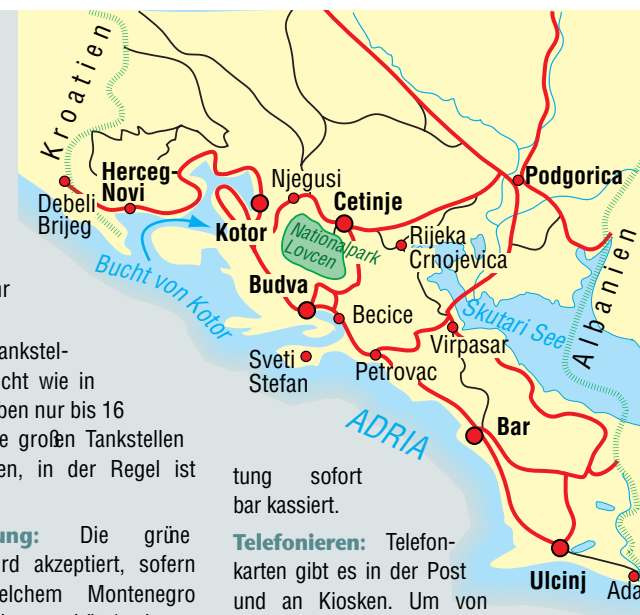 Kroatien
Herceg-
Novi
Debeli
Brijeg
Njegusi
Cetinje
Podgorica
Kotor
Nationalpark
Lovcen
Rijeka
Crnojevica
Bucht von Kotor
Budva
Becice
Skutari See
Albanien
Virpasar
Sveti
Stefan
Petrovac
ADRIA
Bar
Ulcinj
Ada
ankstel-
cht wie in
ben nur bis 16
e großen Tankstellen
en, in der Regel ist
ung: Die grüne
rd akzeptiert, sofern
elchem Montenegro
tung sofort
bar kassiert.
Telefonieren: Telefon-
karten gibt es in der Post
und an Kiosken. Um von